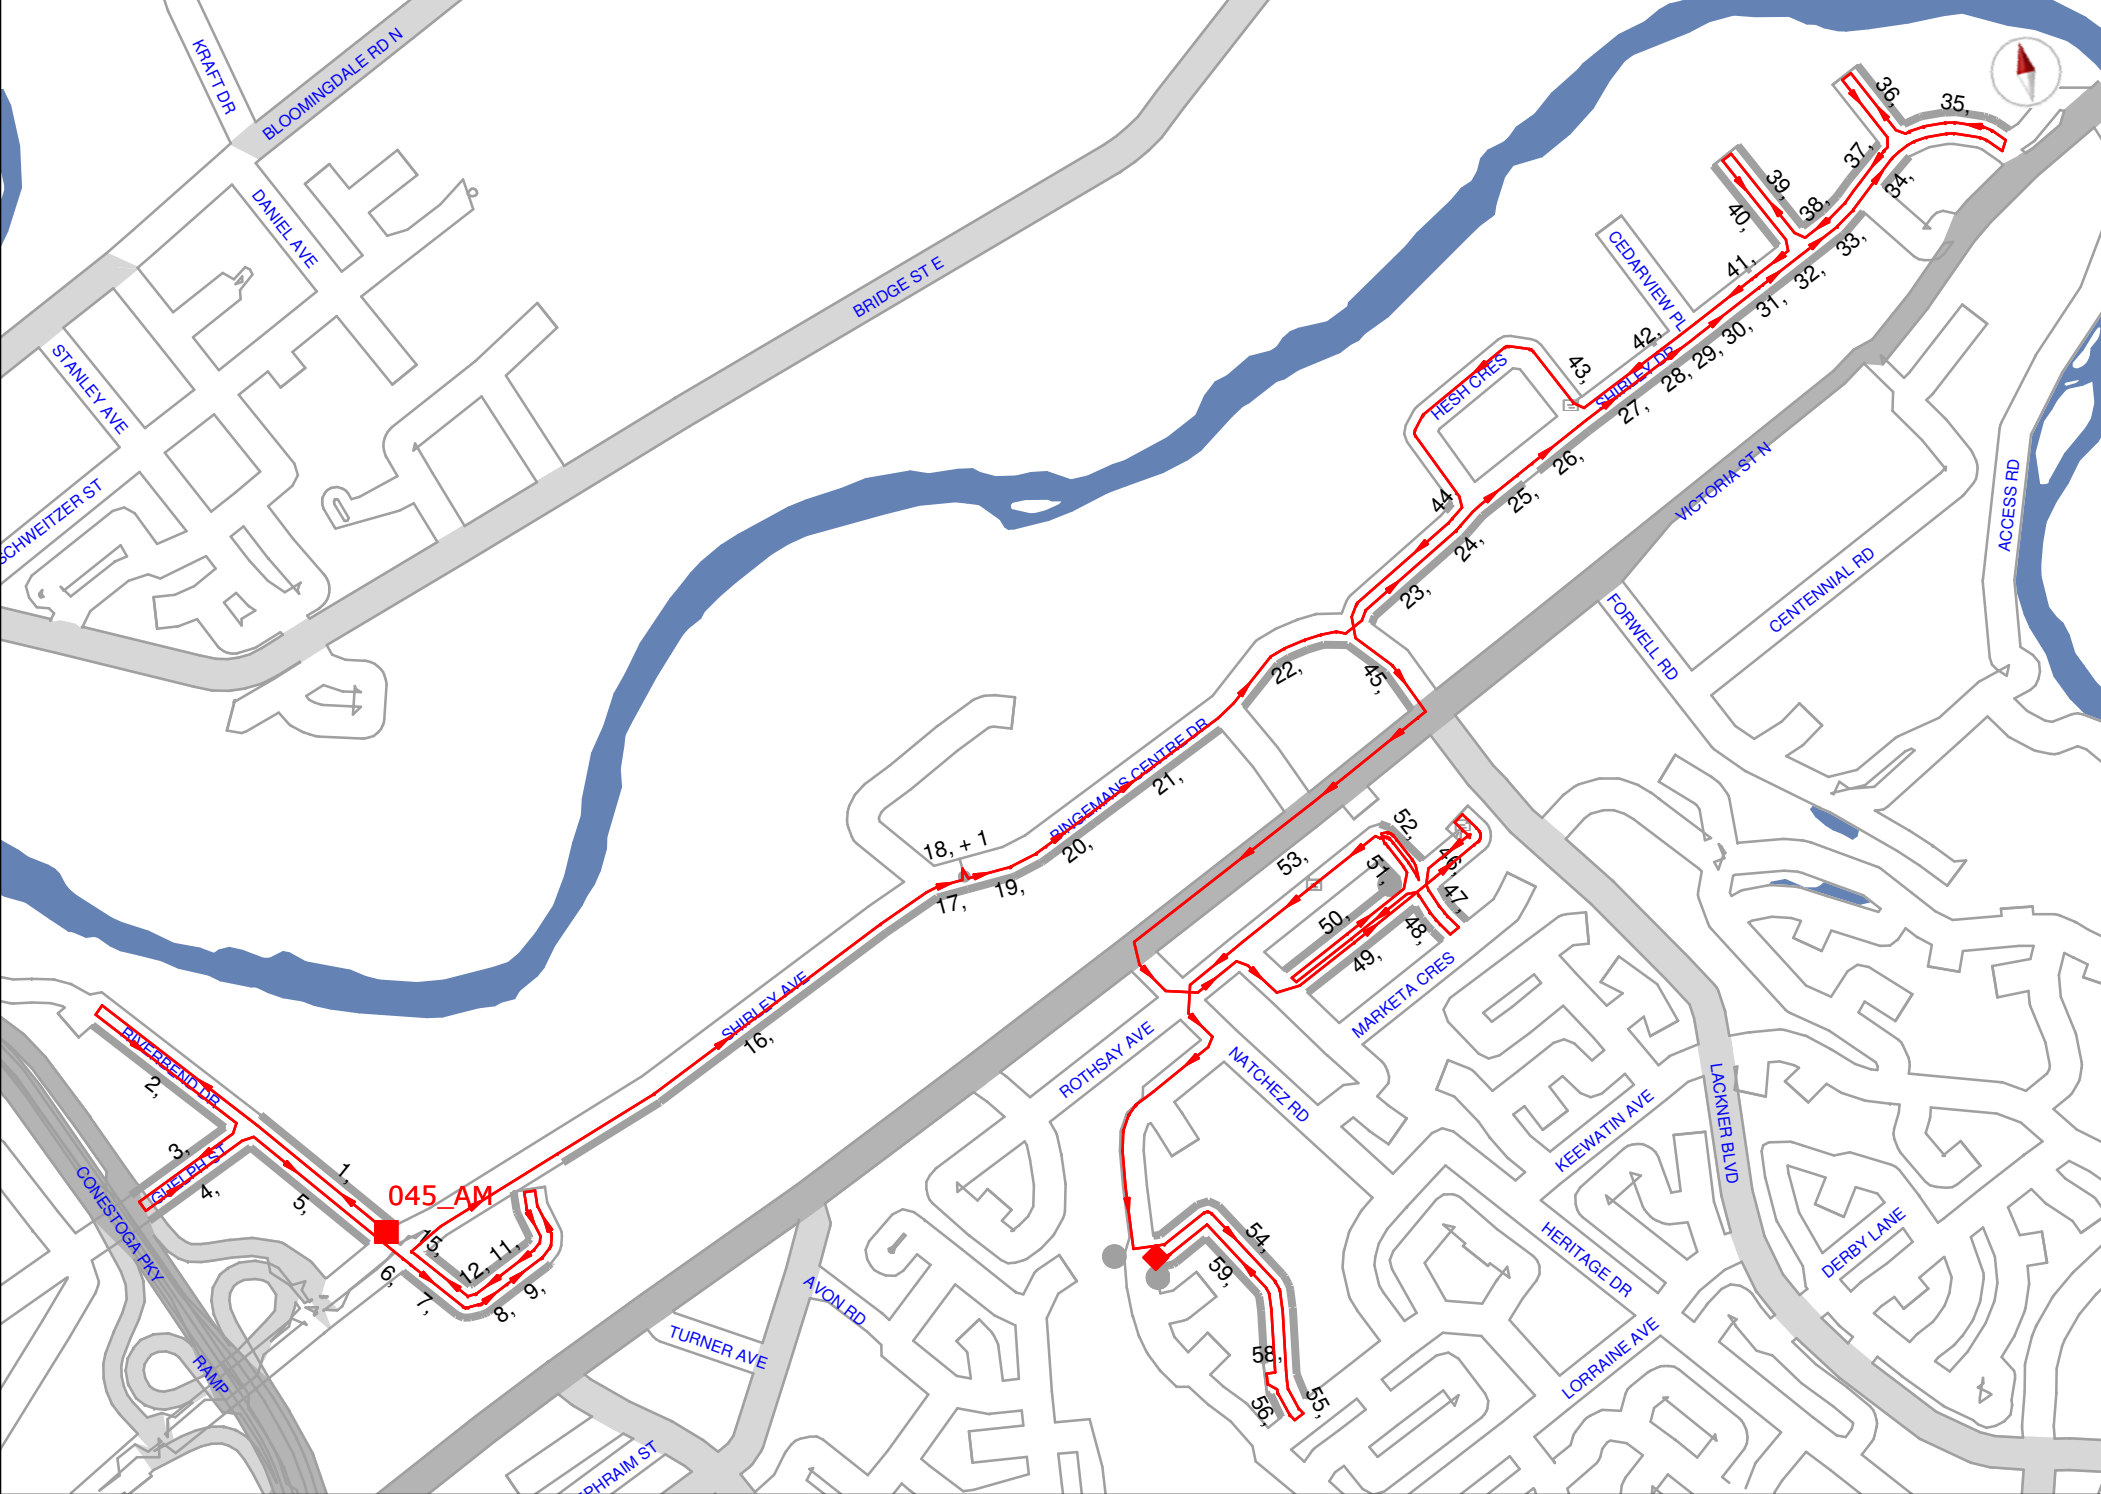 KRAFT DR
BLOOMINGDALE RD N
DANIEL AVE
STANLEY AVE
SCHWEITZER ST
BRIDGE ST E
36,
35,
37,
34,
39,
38,
40,
33,
41,
32,
31,
CEDARVIEW PL
42,
30,
29,
28,
SHIRLEY DR
27,
43,
HESH CRES
26,
25,
44
24,
23,
VICTORIA ST N
ACCESS RD
CENTENNIAL RD
FORWELL RD
22,
45,
BINGEMANS CENTRE DR
21,
20,
18, + 1
19,
17,
52,
53,
51,
46,
47,
50,
48,
49,
MARKETA CRES
SHIRLEY AVE
16,
ROTHSAY AVE
NATCHEZ RD
LACKNER BLVD
KEEWATIN AVE
RIVERBEND DR
2,
3,
GUELPH ST
4,
1,
5,
045_AM
15,
11,
12,
6,
7,
8,
9,
CONESTOGA PKY
RAMP
AVON RD
TURNER AVE
EPHRAIM ST
54,
59,
58,
55,
56,
HERITAGE DR
DERBY LANE
LORRAINE AVE